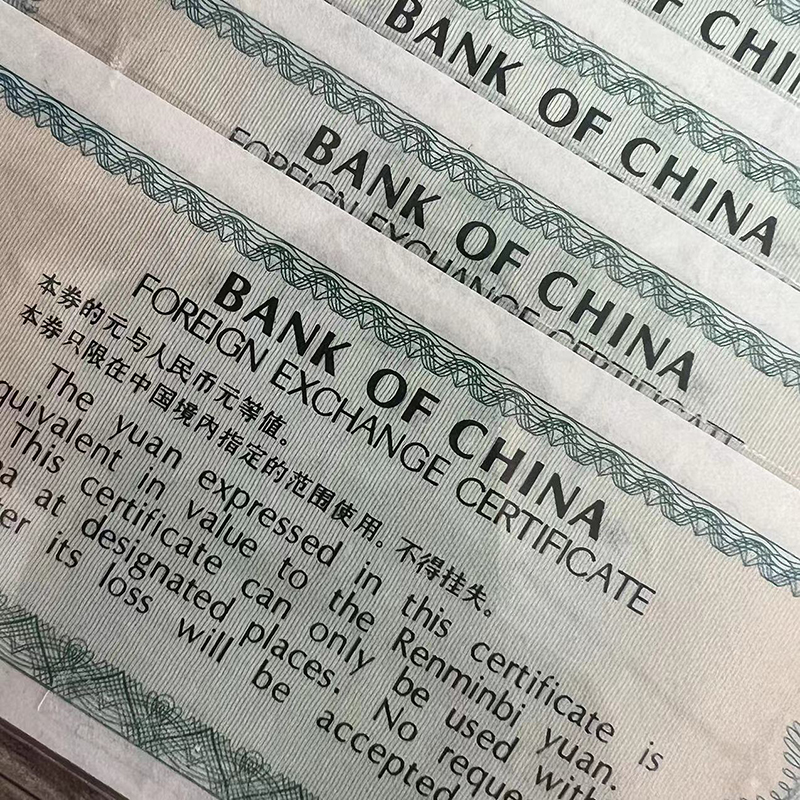 OF CHI
BANK OF CHINA
BANK OF CHINA
FOREIGN EXCHANGE CERTIFICATE
BANK OF CHINA
FOREIGN EXCHANGE CERTIFICATE
本券的元与人民币元等值。
本券只限在中国境内指定的范围使用。不得挂失。
The yuan expressed in this certificate is
quivalent in value to the Renminbi yuan.
This certificate can only be used with
a at designated places. No reque
ter its loss will be accepted